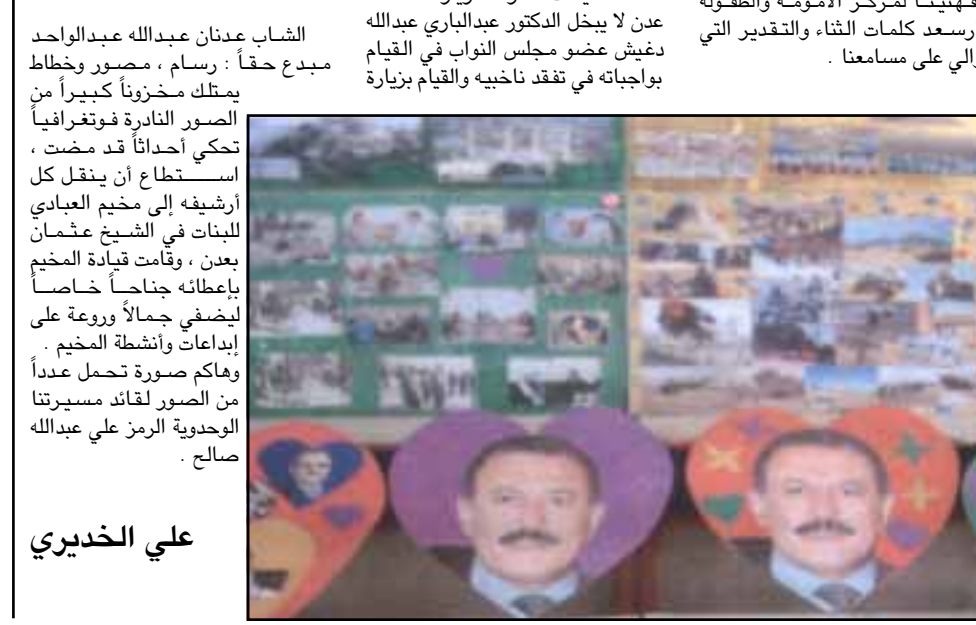 فهنيئاً لمركز الأمومة والطفولة
رسعد كلمات الثناء والتقدير التي
الي على مسامعنا .
عدن لا يبخل الدكتور عبدالباري عبدالله
دغيش عضو مجلس النواب في القيام
بواجباته في تفقد ناخبيه والقيام بزيارة
الشاب عدنان عبدالله عبدالواحد
مبدع حقاً : رسام ، مصور وخطاط
يمتلك مخزوناً كبيراً من
الصور النادرة فوتغرافياً
تحكي أحداثاً قد مضت ،
استطاع أن ينقل كل
أرشيفه إلى مخيم العبادي
للبنات في الشيخ عثمان
بعدن ، وقامت قيادة المخيم
بإعطائه جناحاً خاصاً
ليضفي جمالاً وروعة على
إبداعات وأنشطة المخيم .
وهاكم صورة تحمل عدداً
من الصور لقائد مسيرتنا
الوحدوية الرمز علي عبدالله
صالح .
علي الخديري